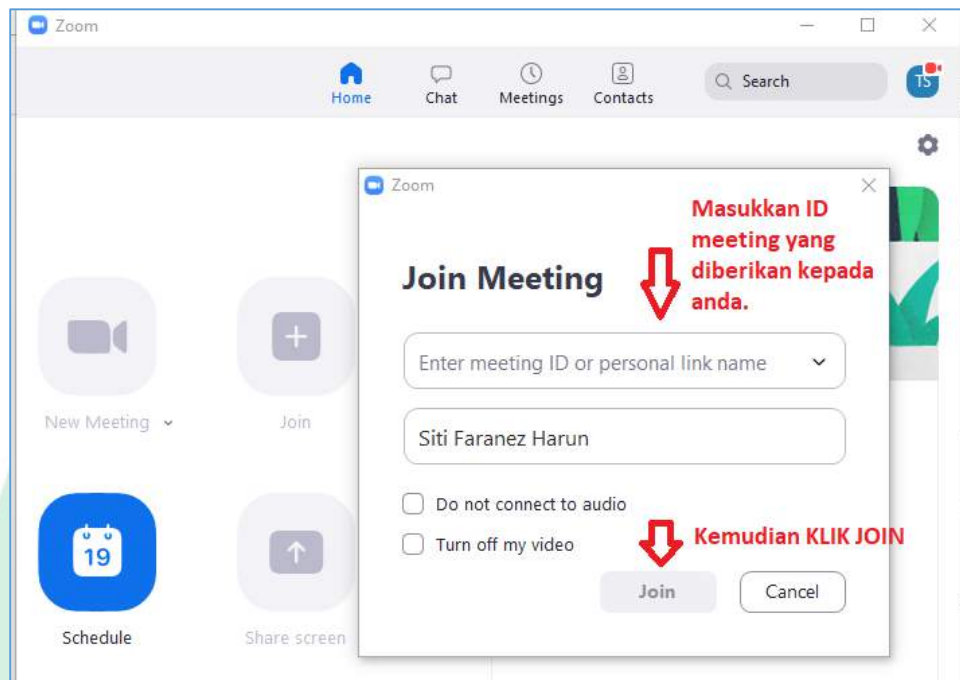 Zoom
Home
Chat
Meetings
Contacts
Search
TS
Zoom
Masukkan ID
meeting yang
diberikan kepada
anda.
Join Meeting
Enter meeting ID or personal link name
New Meeting
Join
Siti Faranez Harun
Do not connect to audio
Turn off my video
Kemudian KLIK JOIN
19
Join
Cancel
Schedule
Share screen